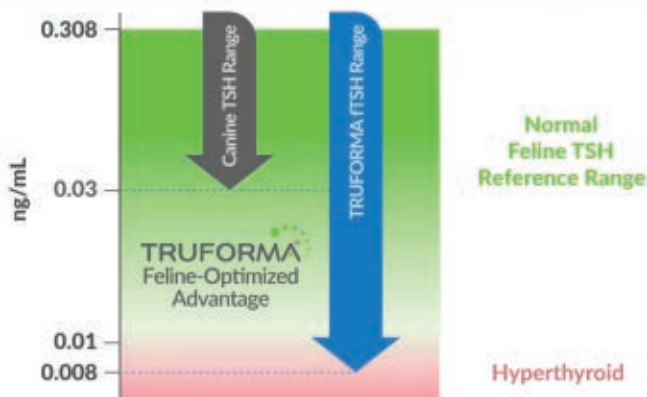 0.308
Canine TSH Range
TRUFORMA fTSH Range
Normal
Feline TSH
Reference Range
ng/mL
0.03
TRUFORMA
Feline-Optimized
Advantage
0.01
0.008
Hyperthyroid